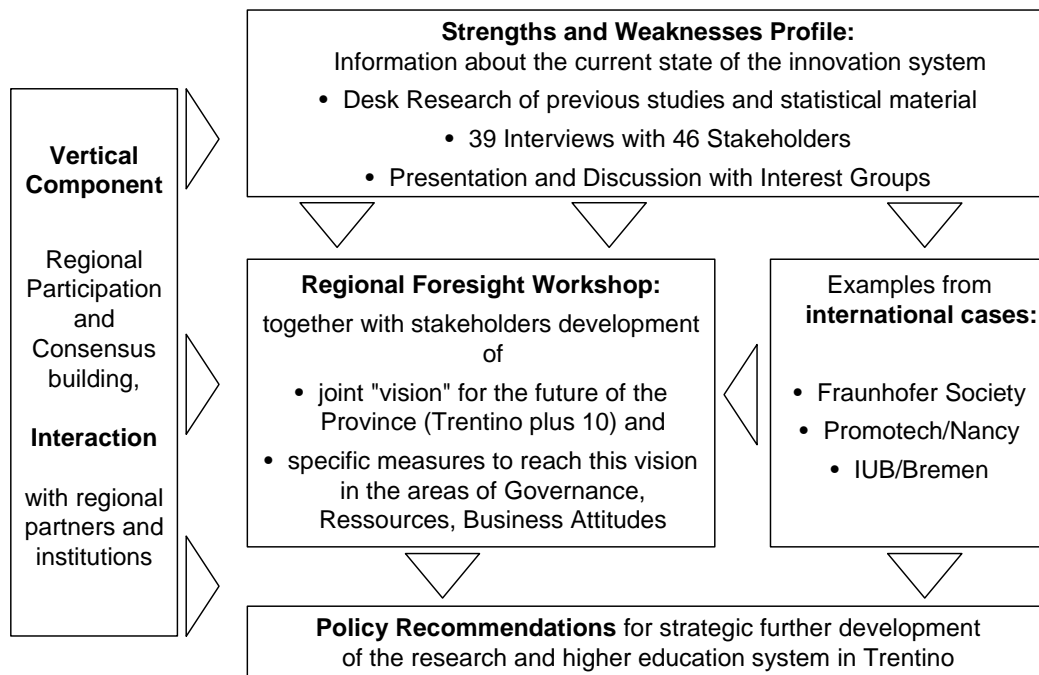 Strengths and Weaknesses Profile:
Information about the current state of the innovation system
• Desk Research of previous studies and statistical material
• 39 Interviews with 46 Stakeholders
• Presentation and Discussion with Interest Groups
Vertical
Component
Regional
Participation
and
Consensus
building,
Interaction
with regional
partners and
institutions
Regional Foresight Workshop:
together with stakeholders development
of
• joint "vision" for the future of the
Province (Trentino plus 10) and
• specific measures to reach this vision
in the areas of Governance,
Ressources, Business Attitudes
Examples from
international cases:
• Fraunhofer Society
• Promotech/Nancy
• IUB/Bremen
Policy Recommendations for strategic further development
of the research and higher education system in Trentino